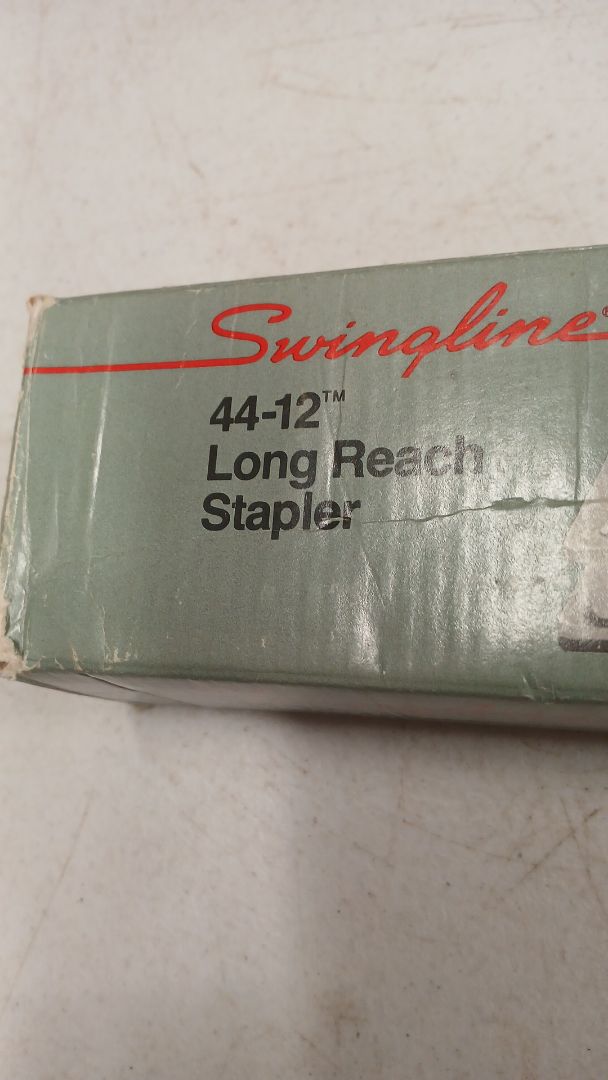 Swingline®
44-12™
Long Reach
Stapler